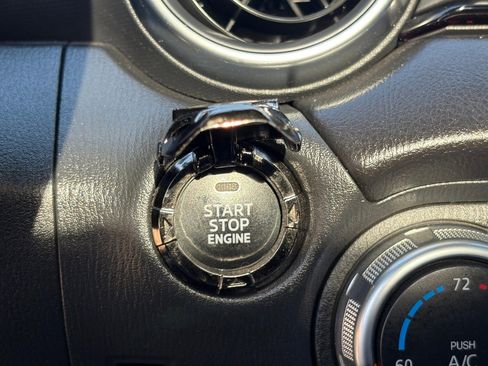 START
STOP
ENGINE
72
60
PUSH
A/C